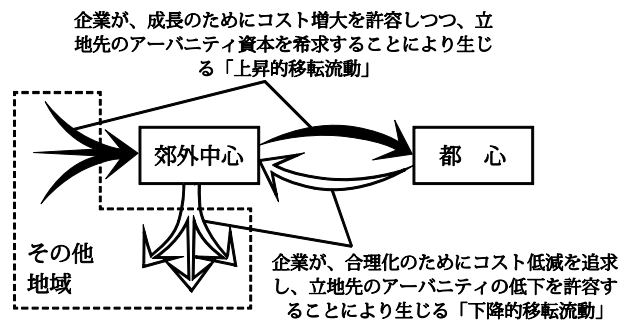 企業が、成長のためにコスト増大を許容しつつ、立
地先のアーバニティ資本を希求することにより生じ
る「上昇的移転流動」
郊外中心
都　心
その他
地域
企業が、合理化のためにコスト低減を追求
し、立地先のアーバニティの低下を許容す
ることにより生じる「下降的移転流動」